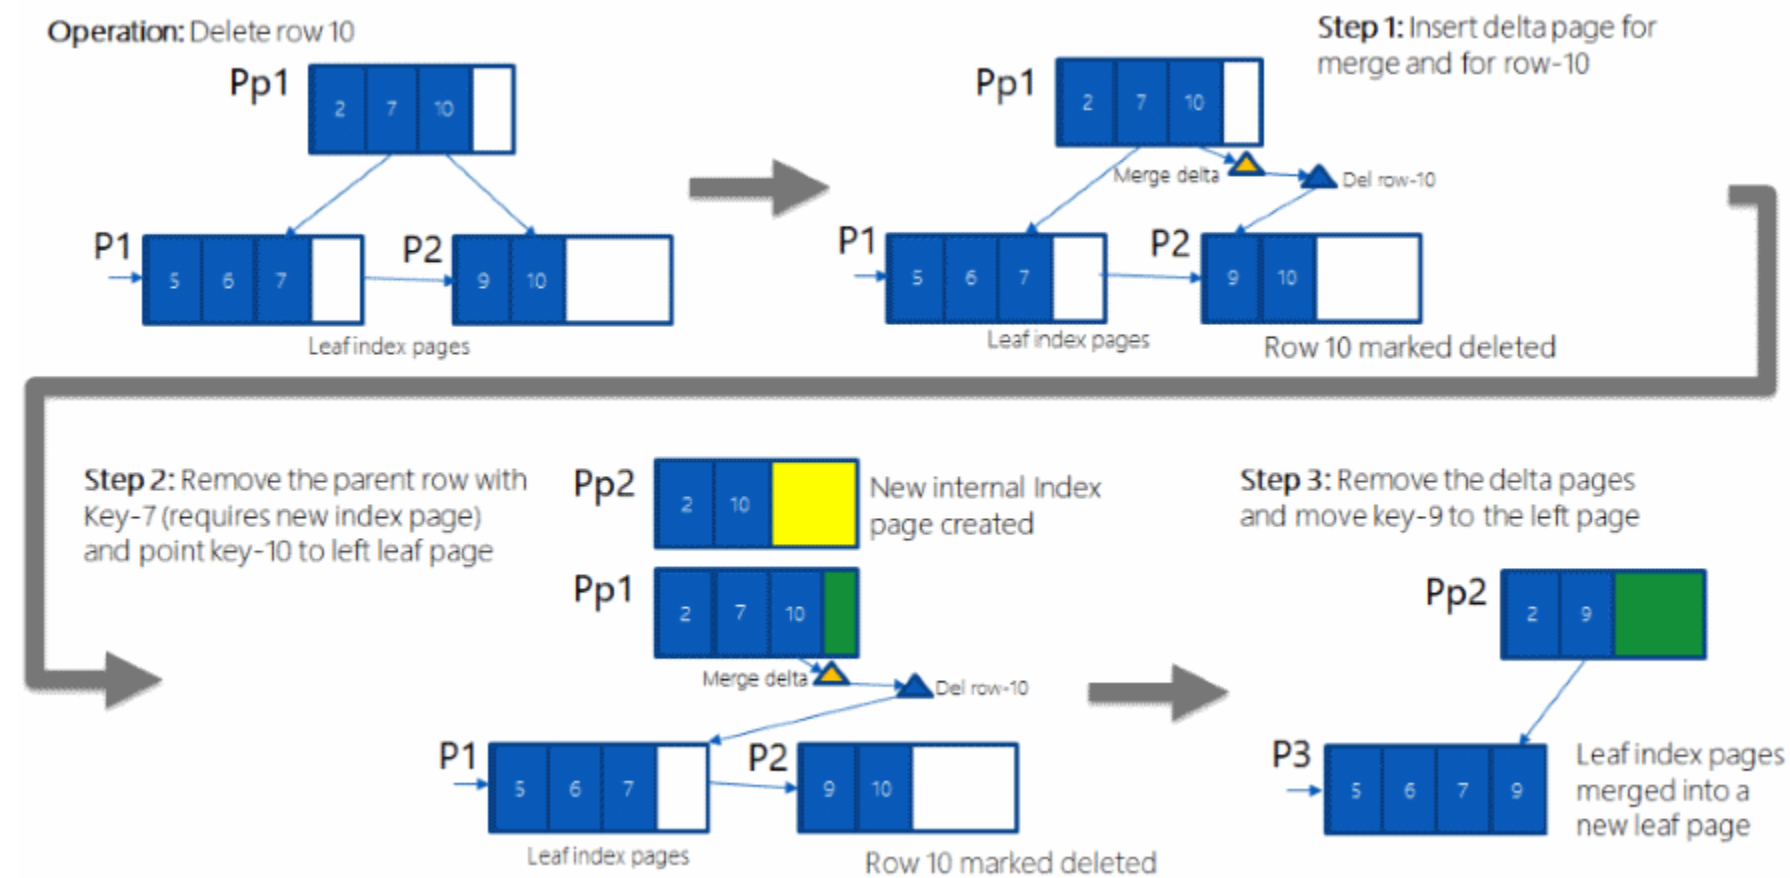 Operation: Delete row 10
Pp1
2 7 10
P1
5 6 7
P2
9 10
Leaf index pages
Step 1: Insert delta page for
merge and for row-10
Pp1
2 7 10
Merge delta
Del row-10
P1
5 6 7
P2
9 10
Leaf index pages
Row 10 marked deleted
Step 2: Remove the parent row with
Key-7 (requires new index page)
and point key-10 to left leaf page
Pp2
2 10
New internal Index
page created
Pp1
2 7 10
Merge delta
Del row-10
P1
5 6 7
P2
9 10
Leaf index pages
Row 10 marked deleted
Step 3: Remove the delta pages
and move key-9 to the left page
Pp2
2 9
P3
5 6 7 9
Leaf index pages
merged into a
new leaf page